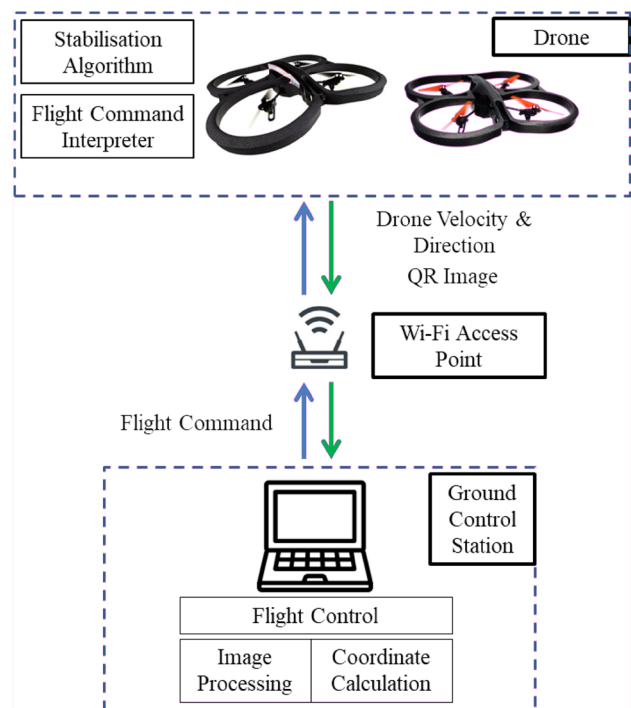 Stabilisation
Algorithm
Drone
Flight Command
Interpreter
Drone Velocity &
Direction
QR Image
Wi-Fi Access
Point
Flight Command
Ground
Control
Station
Flight Control
Image
Processing
Coordinate
Calculation